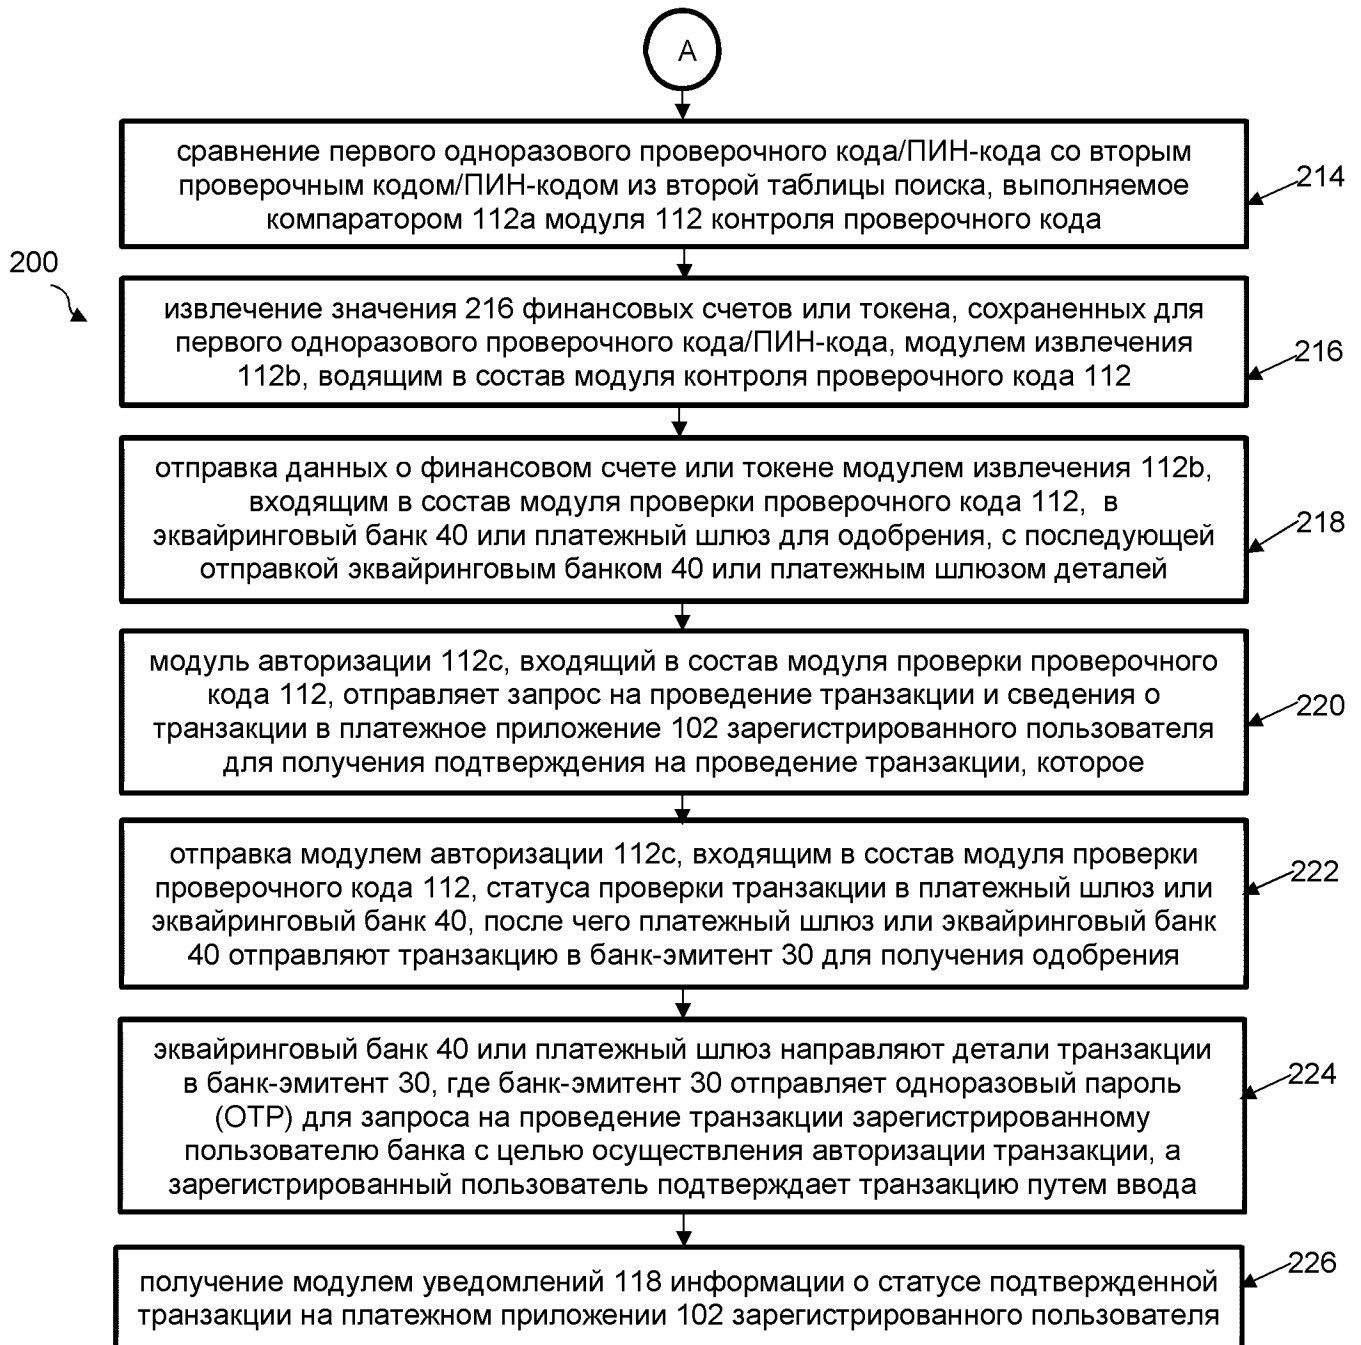 A
сравнение первого одноразового проверочного кода/ПИН-кода со вторым
проверочным кодом/ПИН-кодом из второй таблицы поиска, выполняемое
компаратором 112a модуля 112 контроля проверочного кода
214
200
извлечение значения 216 финансовых счетов или токена, сохраненных для
первого одноразового проверочного кода/ПИН-кода, модулем извлечения
112b, водящим в состав модуля контроля проверочного кода 112
216
отправка данных о финансовом счете или токене модулем извлечения 112b,
входящим в состав модуля проверки проверочного кода 112, в
эквайринговый банк 40 или платежный шлюз для одобрения, с последующей
отправкой эквайринговым банком 40 или платежным шлюзом деталей
218
модуль авторизации 112c, входящий в состав модуля проверки проверочного
кода 112, отправляет запрос на проведение транзакции и сведения о
транзакции в платежное приложение 102 зарегистрированного пользователя
для получения подтверждения на проведение транзакции, которое
220
отправка модулем авторизации 112c, входящим в состав модуля проверки
проверочного кода 112, статуса проверки транзакции в платежный шлюз или
эквайринговый банк 40, после чего платежный шлюз или эквайринговый банк
40 отправляют транзакцию в банк-эмитент 30 для получения одобрения
222
эквайринговый банк 40 или платежный шлюз направляют детали транзакции
в банк-эмитент 30, где банк-эмитент 30 отправляет одноразовый пароль
(OTP) для запроса на проведение транзакции зарегистрированному
пользователю банка с целью осуществления авторизации транзакции, а
зарегистрированный пользователь подтверждает транзакцию путем ввода
224
получение модулем уведомлений 118 информации о статусе подтвержденной
транзакции на платежном приложении 102 зарегистрированного пользователя
226